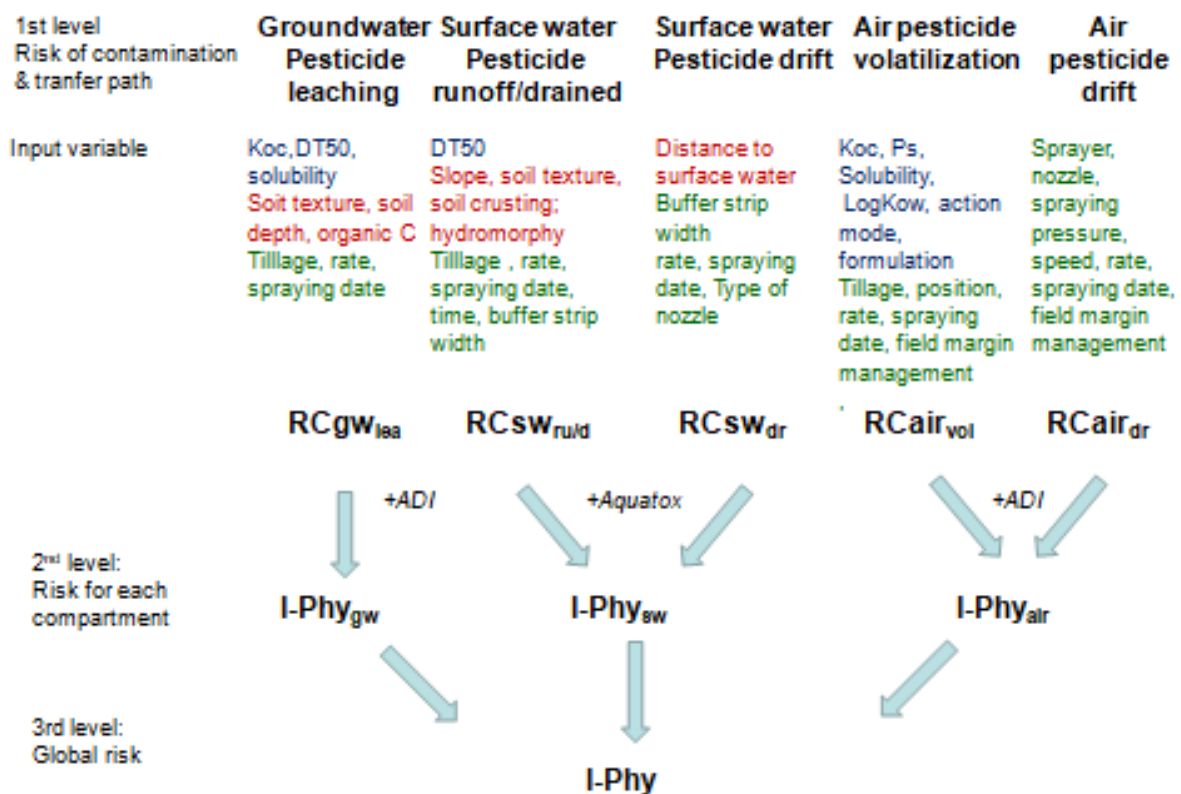 1st level
Risk of contamination
& tranfer path
Groundwater
Pesticide
leaching
Surface water
Pesticide
runoff/drained
Surface water
Pesticide drift
Air pesticide
volatilization
Air
pesticide
drift
Input variable
Koc,DT50,
solubility
Soit texture, soil
depth, organic C
Tilllage, rate,
spraying date
DT50
Slope, soil texture,
soil crusting;
hydromorphy
Tilllage , rate,
spraying date,
time, buffer strip
width
Distance to
surface water
Buffer strip
width
rate, spraying
date, Type of
nozzle
Koc, Ps,
Solubility,
LogKow, action
mode,
formulation
Tillage, position,
rate, spraying
date, field margin
management
.
Sprayer,
nozzle,
spraying
pressure,
speed, rate,
spraying date,
field margin
management
RCgwlea
RCswru/d
RCswdr
RCairvol
RCairdr
+ADI
+Aquatox
+ADI
2nd level:
Risk for each
compartment
I-Phygw
I-Physw
I-Phyair
3rd level:
Global risk
I-Phy